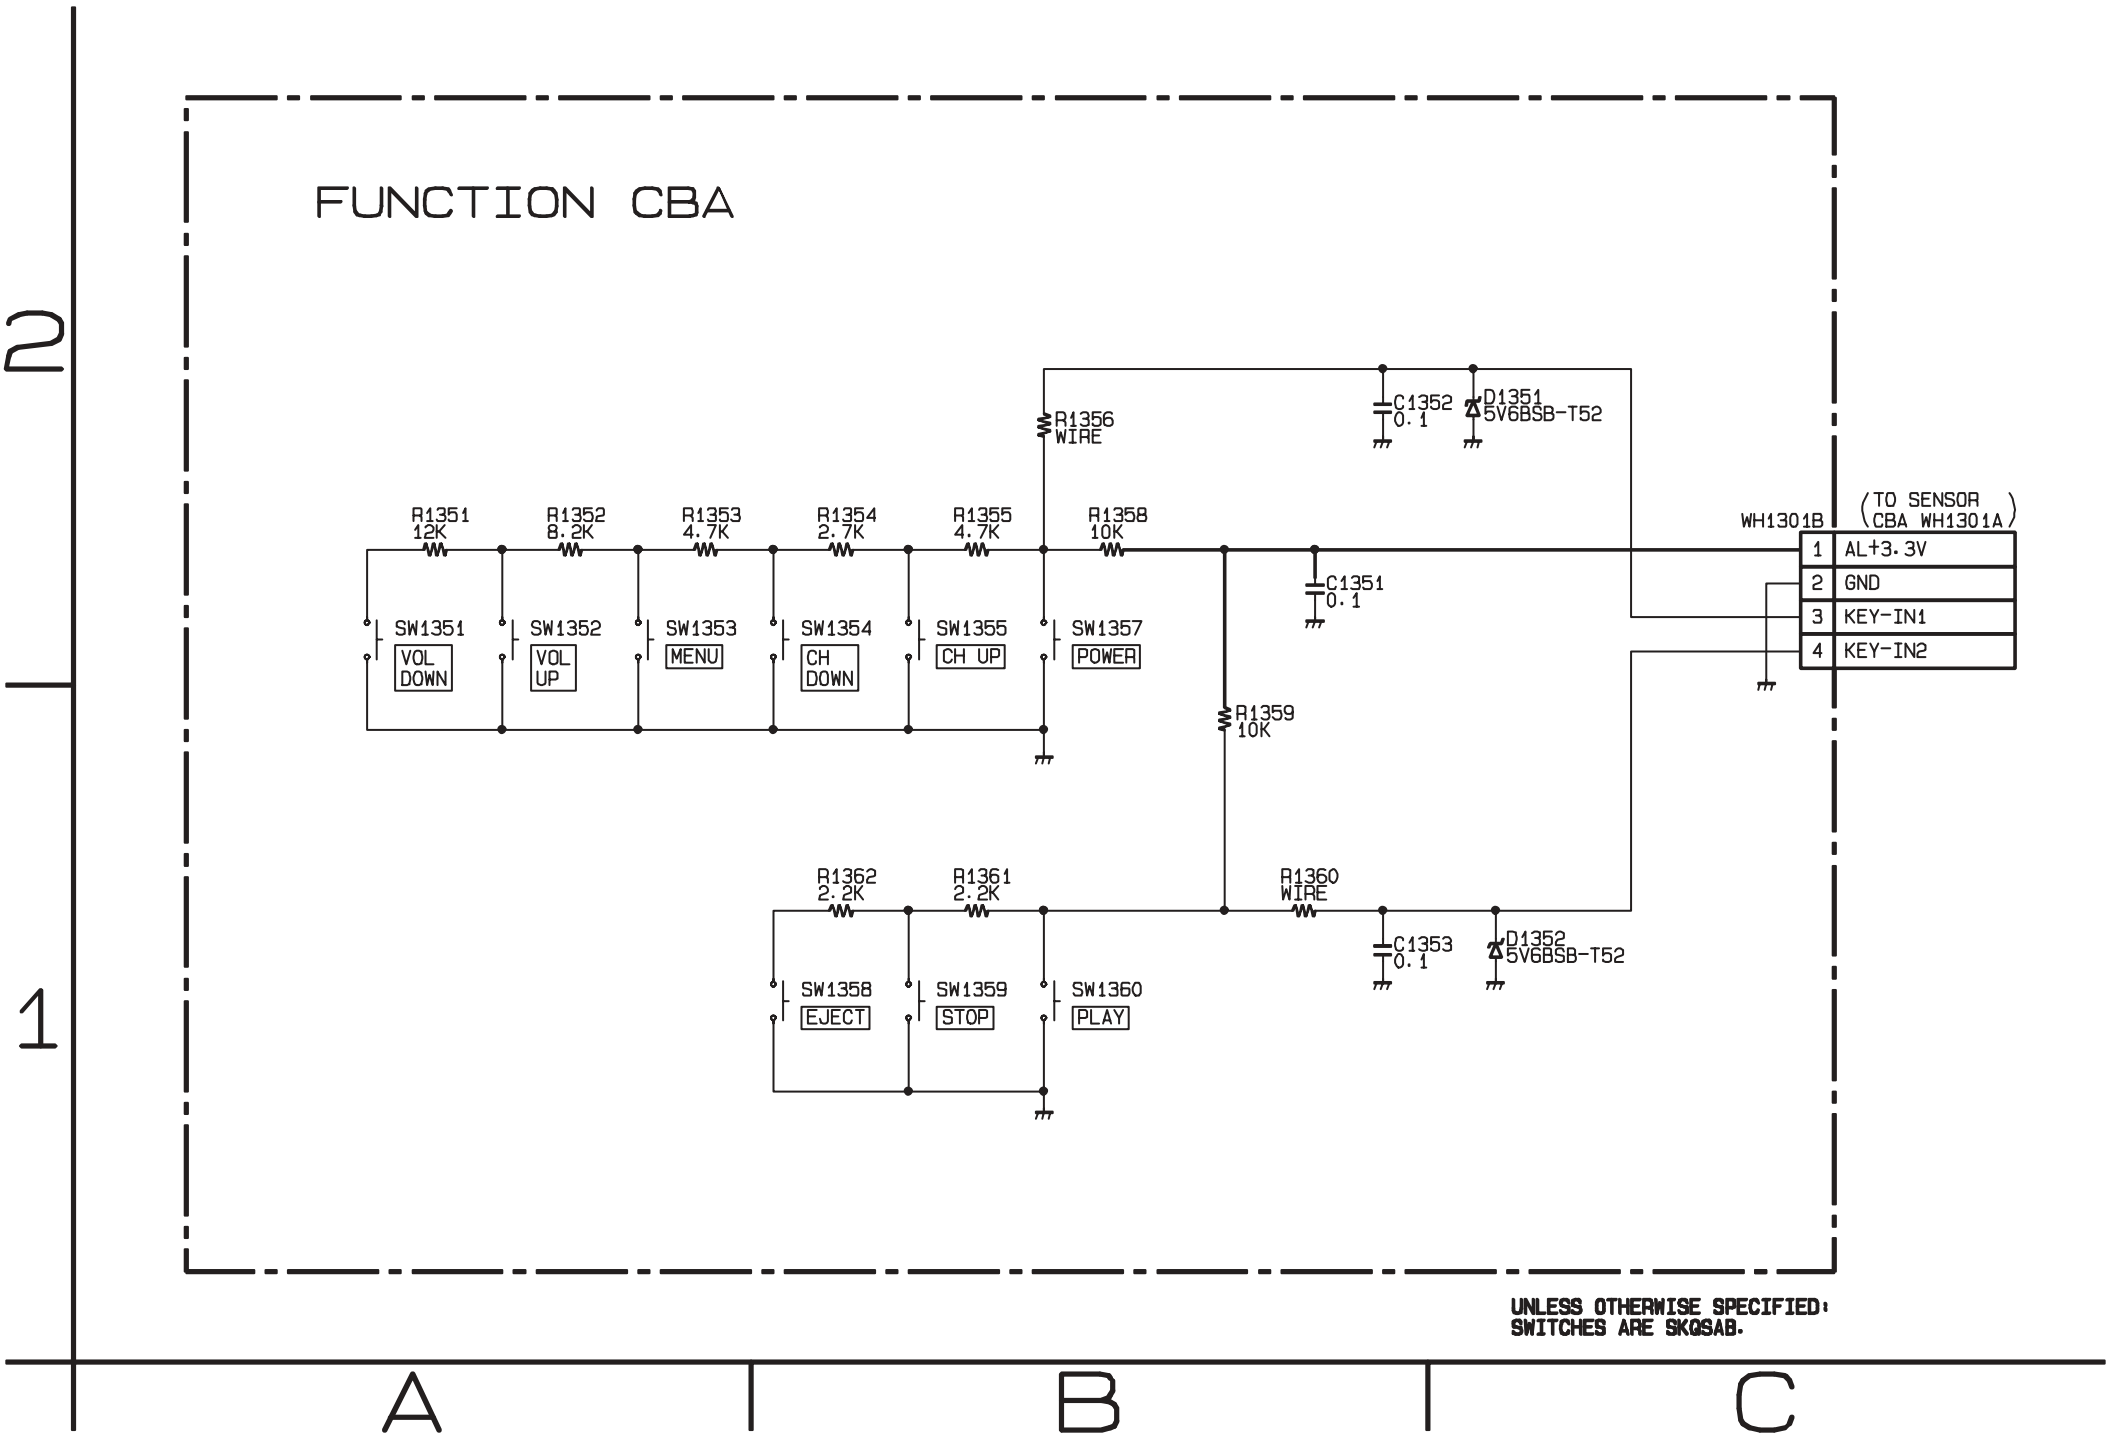 FUNCTION CBA
2
R1356
WIRE
C1352
0.1
D1351
5V6BSB-T52
R1351
12K
R1352
8.2K
R1353
4.7K
R1354
2.7K
R1355
4.7K
R1358
10K
WH1301B
(TO SENSOR
CBA WH1301A)
1 AL+3.3V
2 GND
3 KEY-IN1
4 KEY-IN2
C1351
0.1
SW1351
VOL
DOWN
SW1352
VOL
UP
SW1353
MENU
SW1354
CH
DOWN
SW1355
CH UP
SW1357
POWER
R1359
10K
R1362
2.2K
R1361
2.2K
R1360
WIRE
C1353
0.1
D1352
5V6BSB-T52
SW1358
EJECT
SW1359
STOP
SW1360
PLAY
1
UNLESS OTHERWISE SPECIFIED:
SWITCHES ARE SKQSAB.
A B C